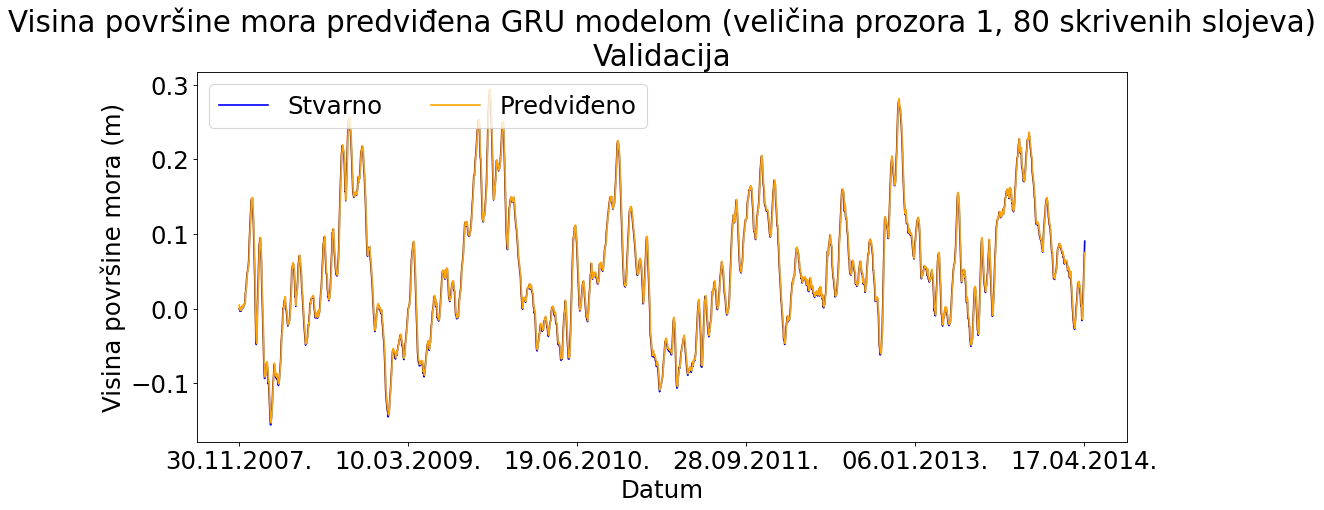 Visina površine mora predviđena GRU modelom (veličina prozora 1, 80 skrivenih slojeva)
Validacija
Stvarno
Predviđeno
Visina površine mora (m)
0.3
0.2
0.1
0.0
−0.1
30.11.2007.
10.03.2009.
19.06.2010.
28.09.2011.
06.01.2013.
17.04.2014.
Datum